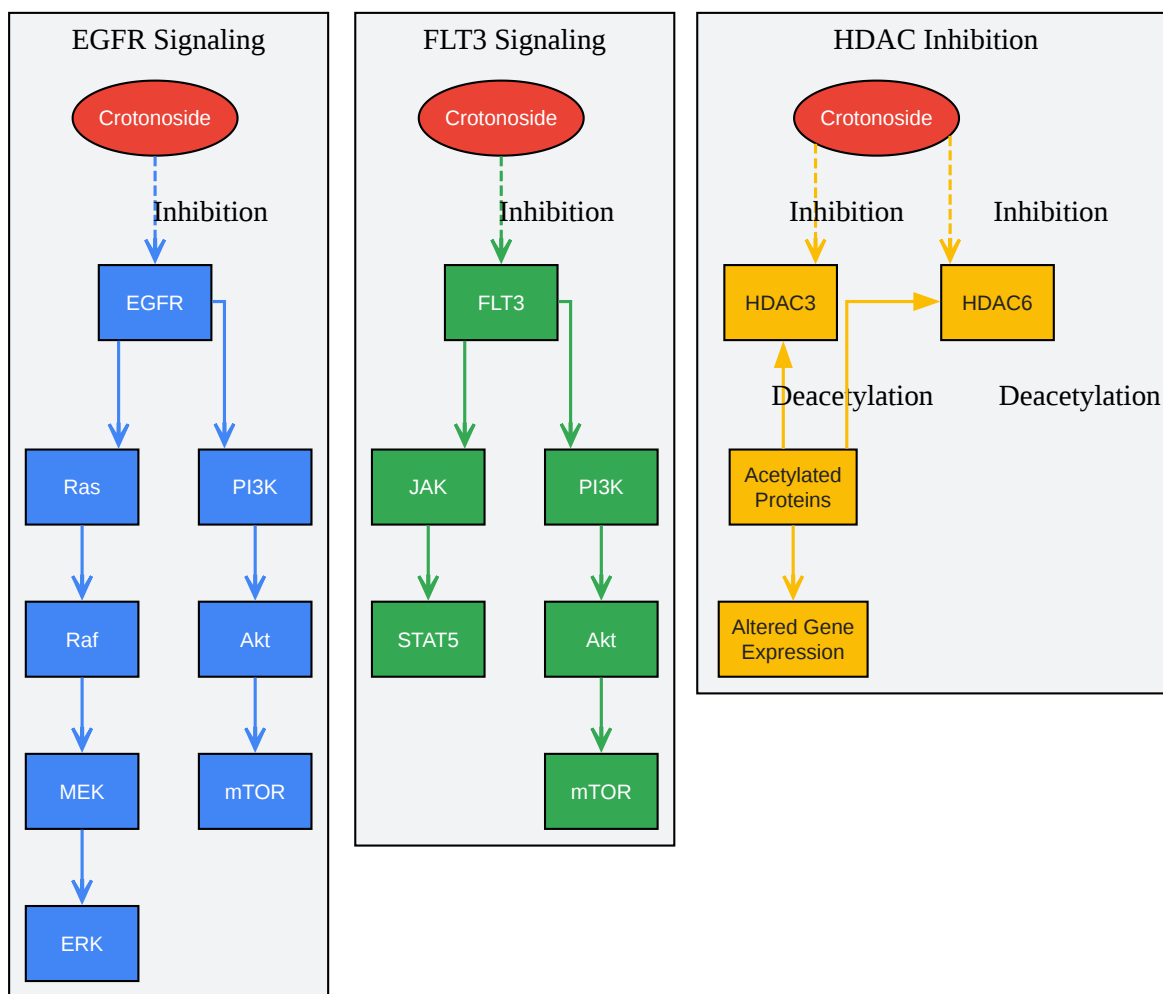 EGFR Signaling
Crotonoside
Inhibition
EGFR
Ras
PI3K
Raf
Akt
MEK
mTOR
ERK
FLT3 Signaling
Crotonoside
Inhibition
FLT3
JAK
PI3K
STAT5
Akt
mTOR
HDAC Inhibition
Crotonoside
Inhibition
Inhibition
HDAC3
HDAC6
Deacetylation
Deacetylation
Acetylated
Proteins
Altered Gene
Expression